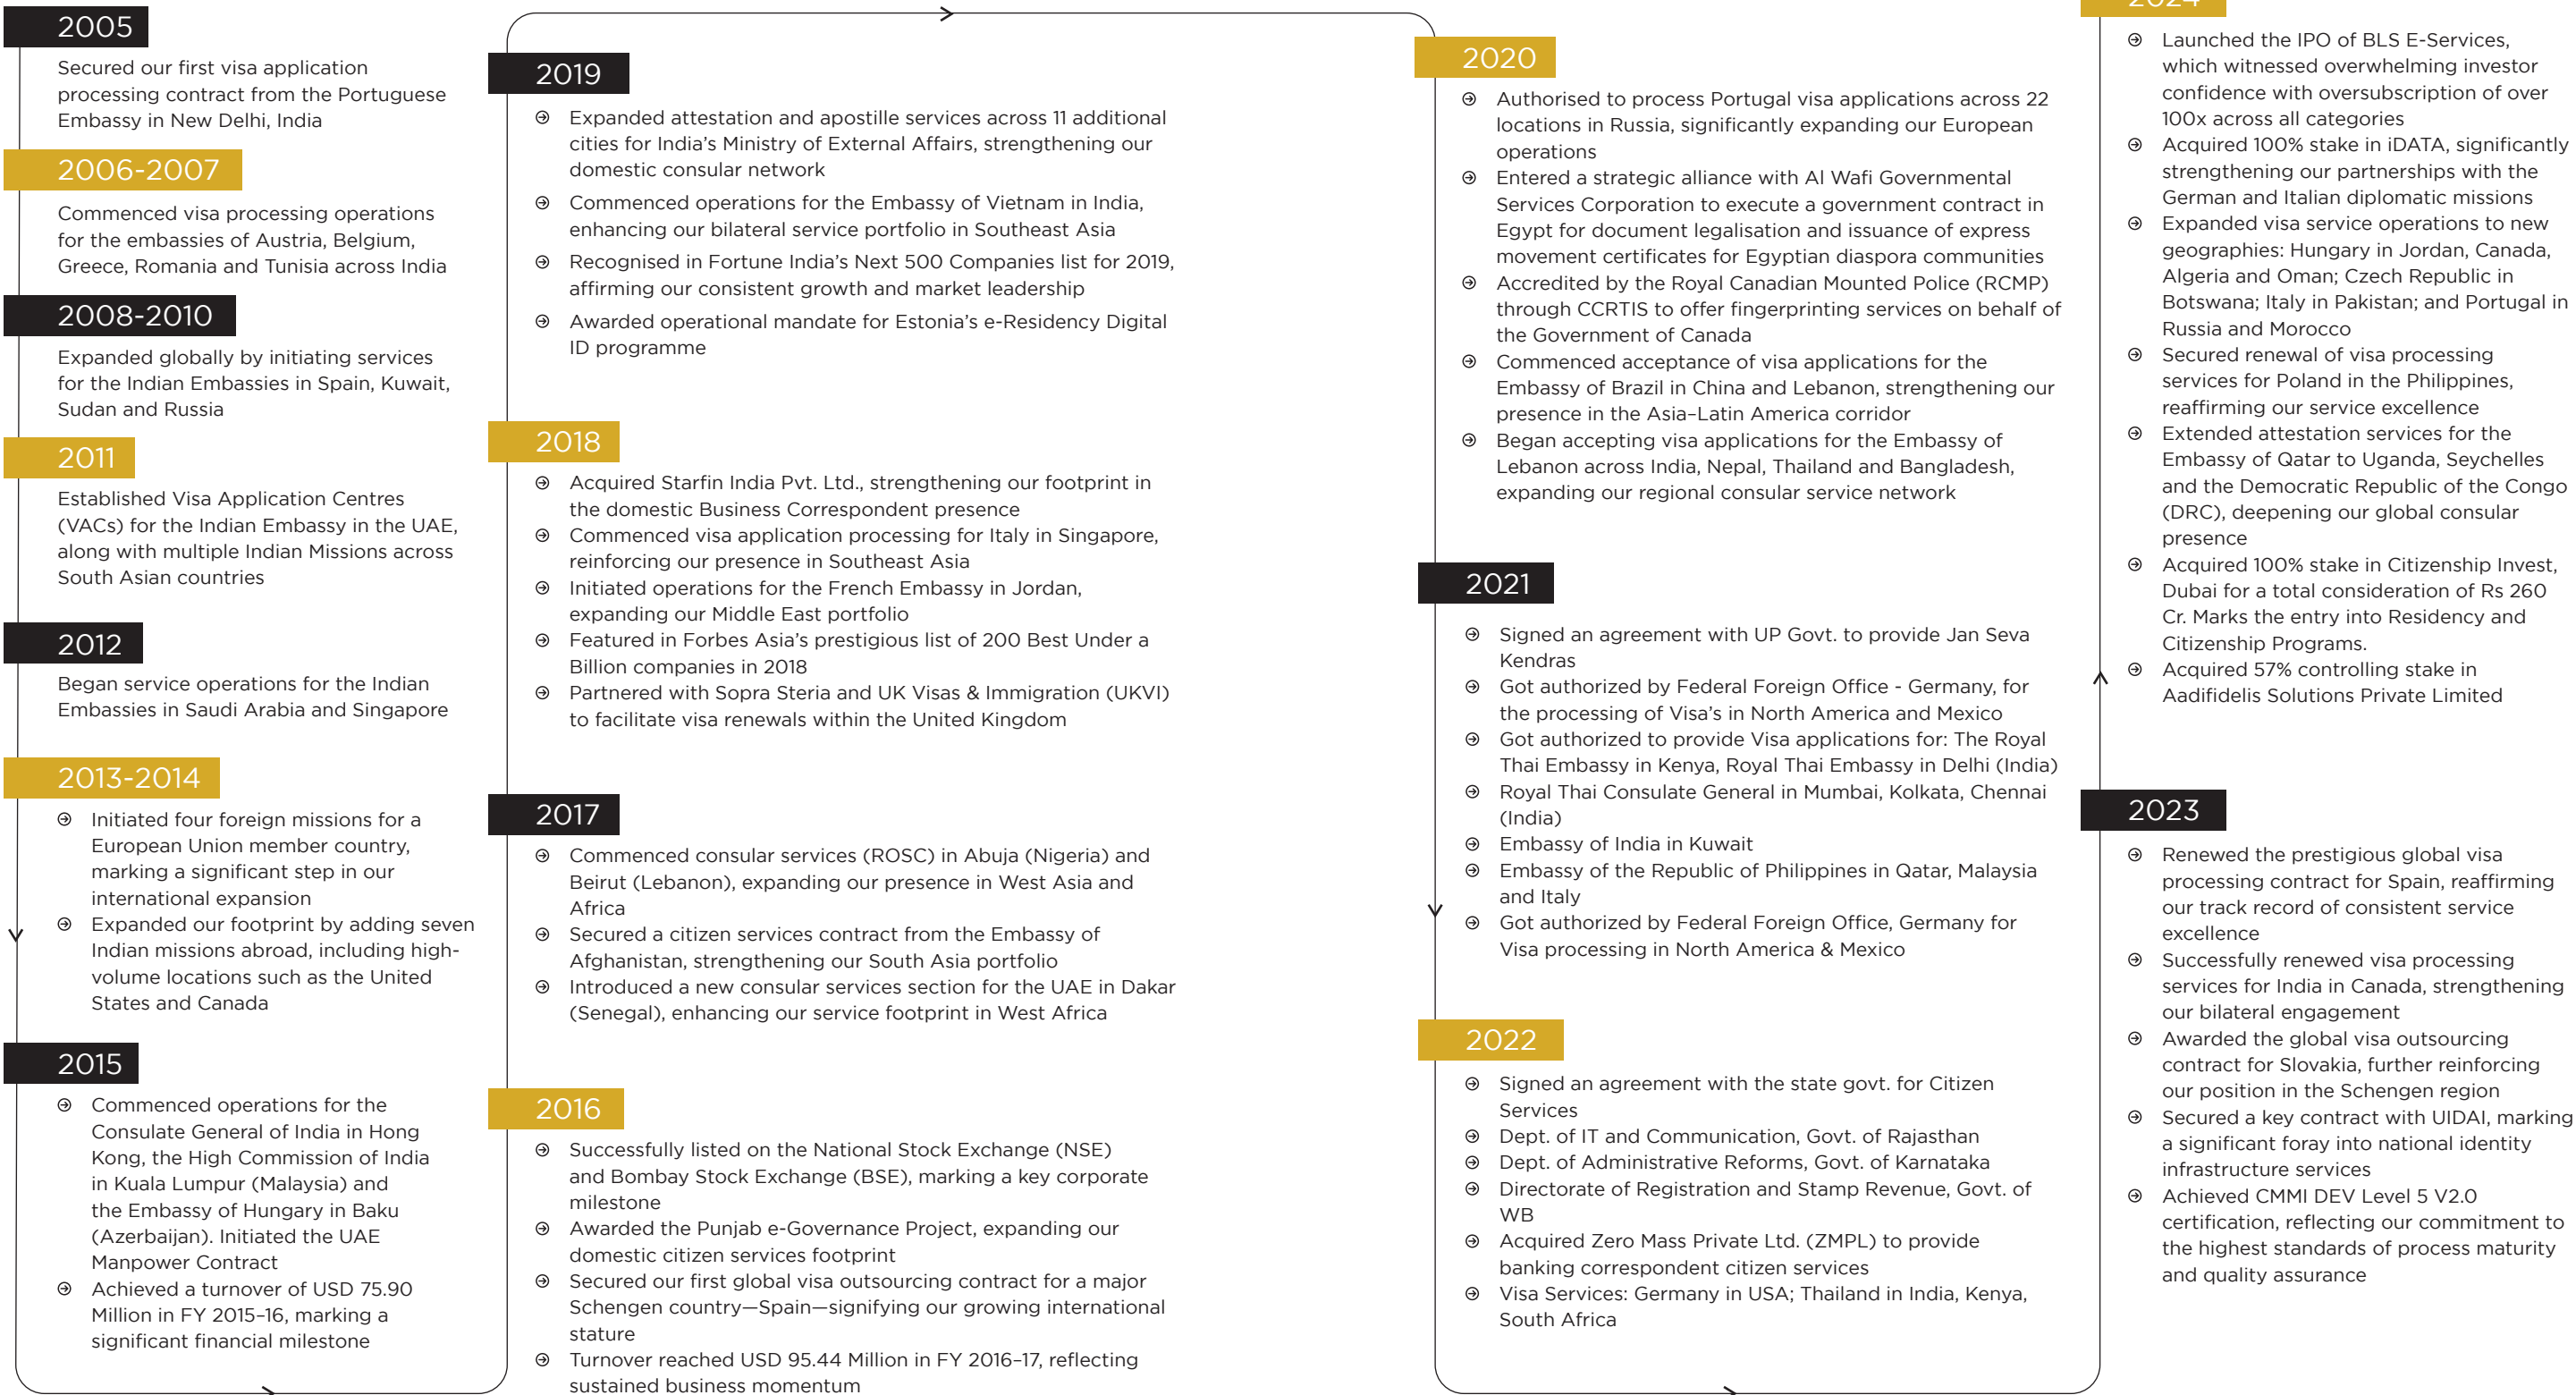 2005
Secured our first visa application
processing contract from the Portuguese
Embassy in New Delhi, India
2006-2007
Commenced visa processing operations
for the embassies of Austria, Belgium,
Greece, Romania and Tunisia across India
2008-2010
Expanded globally by initiating services
for the Indian Embassies in Spain, Kuwait,
Sudan and Russia
2011
Established Visa Application Centres
(VACs) for the Indian Embassy in the UAE,
along with multiple Indian Missions across
South Asian countries
2012
Began service operations for the Indian
Embassies in Saudi Arabia and Singapore
2013-2014
Initiated four foreign missions for a
European Union member country,
marking a significant step in our
international expansion
Expanded our footprint by adding seven
Indian missions abroad, including high-
volume locations such as the United
States and Canada
2015
Commenced operations for the
Consulate General of India in Hong
Kong, the High Commission of India
in Kuala Lumpur (Malaysia) and
the Embassy of Hungary in Baku
(Azerbaijan). Initiated the UAE
Manpower Contract
Achieved a turnover of USD 75.90
Million in FY 2015–16, marking a
significant financial milestone
2019
Expanded attestation and apostille services across 11 additional
cities for India's Ministry of External Affairs, strengthening our
domestic consular network
Commenced operations for the Embassy of Vietnam in India,
enhancing our bilateral service portfolio in Southeast Asia
Recognised in Fortune India's Next 500 Companies list for 2019,
affirming our consistent growth and market leadership
Awarded operational mandate for Estonia's e-Residency Digital
ID programme
2018
Acquired Starfin India Pvt. Ltd., strengthening our footprint in
the domestic Business Correspondent presence
Commenced visa application processing for Italy in Singapore,
reinforcing our presence in Southeast Asia
Initiated operations for the French Embassy in Jordan,
expanding our Middle East portfolio
Featured in Forbes Asia's prestigious list of 200 Best Under a
Billion companies in 2018
Partnered with Sopra Steria and UK Visas & Immigration (UKVI)
to facilitate visa renewals within the United Kingdom
2017
Commenced consular services (ROSC) in Abuja (Nigeria) and
Beirut (Lebanon), expanding our presence in West Asia and
Africa
Secured a citizen services contract from the Embassy of
Afghanistan, strengthening our South Asia portfolio
Introduced a new consular services section for the UAE in Dakar
(Senegal), enhancing our service footprint in West Africa
2016
Successfully listed on the National Stock Exchange (NSE)
and Bombay Stock Exchange (BSE), marking a key corporate
milestone
Awarded the Punjab e-Governance Project, expanding our
domestic citizen services footprint
Secured our first global visa outsourcing contract for a major
Schengen country—Spain—signifying our growing international
stature
Turnover reached USD 95.44 Million in FY 2016–17, reflecting
sustained business momentum
2020
Authorised to process Portugal visa applications across 22
locations in Russia, significantly expanding our European
operations
Entered a strategic alliance with Al Wafi Governmental
Services Corporation to execute a government contract in
Egypt for document legalisation and issuance of express
movement certificates for Egyptian diaspora communities
Accredited by the Royal Canadian Mounted Police (RCMP)
through CCRTIS to offer fingerprinting services on behalf of
the Government of Canada
Commenced acceptance of visa applications for the
Embassy of Brazil in China and Lebanon, strengthening our
presence in the Asia–Latin America corridor
Began accepting visa applications for the Embassy of
Lebanon across India, Nepal, Thailand and Bangladesh,
expanding our regional consular service network
2021
Signed an agreement with UP Govt. to provide Jan Seva
Kendras
Got authorized by Federal Foreign Office - Germany, for
the processing of Visa's in North America and Mexico
Got authorized to provide Visa applications for: The Royal
Thai Embassy in Kenya, Royal Thai Embassy in Delhi (India)
Royal Thai Consulate General in Mumbai, Kolkata, Chennai
(India)
Embassy of India in Kuwait
Embassy of the Republic of Philippines in Qatar, Malaysia
and Italy
Got authorized by Federal Foreign Office, Germany for
Visa processing in North America & Mexico
2022
Signed an agreement with the state govt. for Citizen
Services
Dept. of IT and Communication, Govt. of Rajasthan
Dept. of Administrative Reforms, Govt. of Karnataka
Directorate of Registration and Stamp Revenue, Govt. of
WB
Acquired Zero Mass Private Ltd. (ZMPL) to provide
banking correspondent citizen services
Visa Services: Germany in USA; Thailand in India, Kenya,
South Africa
2024
Launched the IPO of BLS E-Services,
which witnessed overwhelming investor
confidence with oversubscription of over
100x across all categories
Acquired 100% stake in iDATA, significantly
strengthening our partnerships with the
German and Italian diplomatic missions
Expanded visa service operations to new
geographies: Hungary in Jordan, Canada,
Algeria and Oman; Czech Republic in
Botswana; Italy in Pakistan; and Portugal in
Russia and Morocco
Secured renewal of visa processing
services for Poland in the Philippines,
reaffirming our service excellence
Extended attestation services for the
Embassy of Qatar to Uganda, Seychelles
and the Democratic Republic of the Congo
(DRC), deepening our global consular
presence
Acquired 100% stake in Citizenship Invest,
Dubai for a total consideration of Rs 260
Cr. Marks the entry into Residency and
Citizenship Programs.
Acquired 57% controlling stake in
Aadifidelis Solutions Private Limited
2023
Renewed the prestigious global visa
processing contract for Spain, reaffirming
our track record of consistent service
excellence
Successfully renewed visa processing
services for India in Canada, strengthening
our bilateral engagement
Awarded the global visa outsourcing
contract for Slovakia, further reinforcing
our position in the Schengen region
Secured a key contract with UIDAI, marking
a significant foray into national identity
infrastructure services
Achieved CMMI DEV Level 5 V2.0
certification, reflecting our commitment to
the highest standards of process maturity
and quality assurance